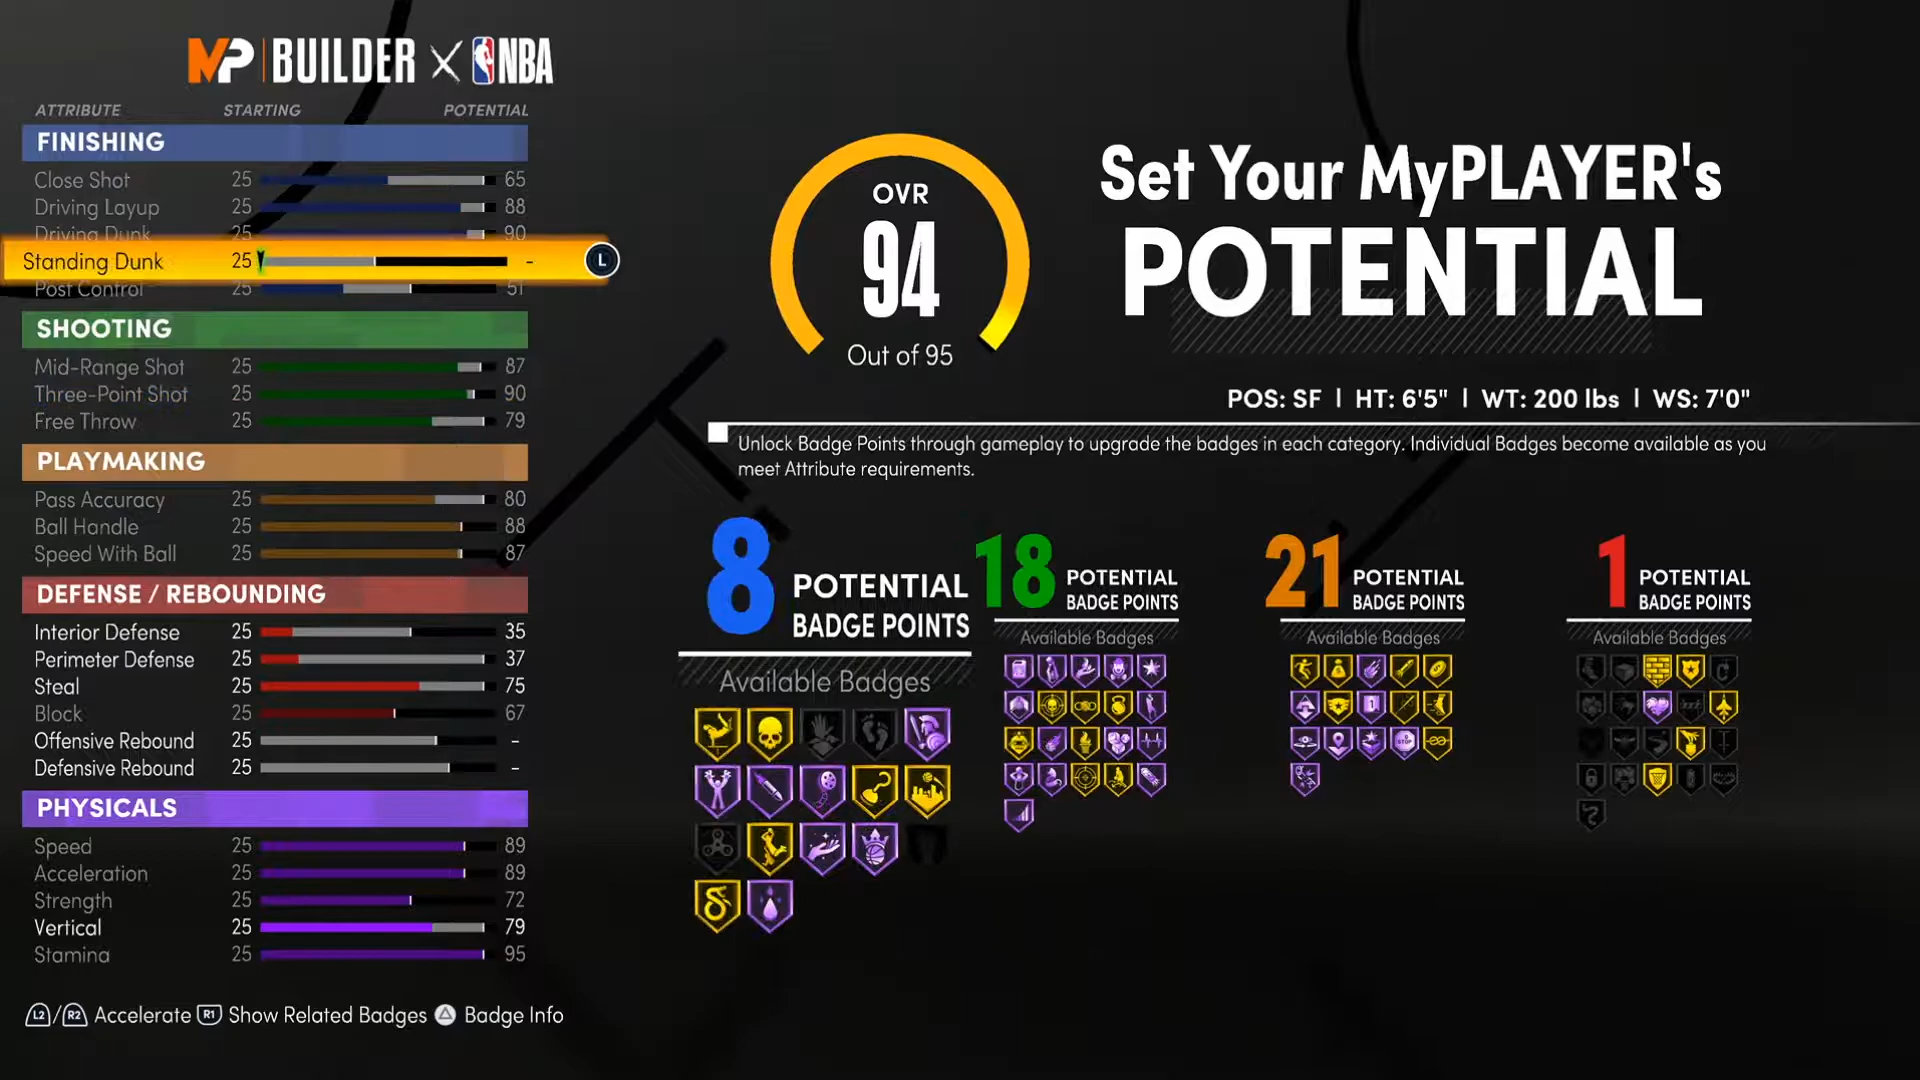 MP | BUILDER X NBA
ATTRIBUTE STARTING POTENTIAL
FINISHING
Close Shot 25 65
Driving Layup 25 88
Driving Dunk 25 90
Standing Dunk 25 - L
Post Control 25 51
SHOOTING
Mid-Range Shot 25 87
Three-Point Shot 25 90
Free Throw 25 79
PLAYMAKING
Pass Accuracy 25 80
Ball Handle 25 88
Speed With Ball 25 87
DEFENSE / REBOUNDING
Interior Defense 25 35
Perimeter Defense 25 37
Steal 25 75
Block 25 67
Offensive Rebound 25 -
Defensive Rebound 25 -
PHYSICALS
Speed 25 89
Acceleration 25 89
Strength 25 72
Vertical 25 79
Stamina 25 95
L2/R2 Accelerate R1 Show Related Badges Badge Info
OVR
94
Out of 95
Set Your MyPLAYER's
POTENTIAL
POS: SF | HT: 6'5" | WT: 200 lbs | WS: 7'0"
Unlock Badge Points through gameplay to upgrade the badges in each category. Individual Badges become available as you
meet Attribute requirements.
8 POTENTIAL
BADGE POINTS
Available Badges
18 POTENTIAL
BADGE POINTS
Available Badges
21 POTENTIAL
BADGE POINTS
Available Badges
1 POTENTIAL
BADGE POINTS
Available Badges